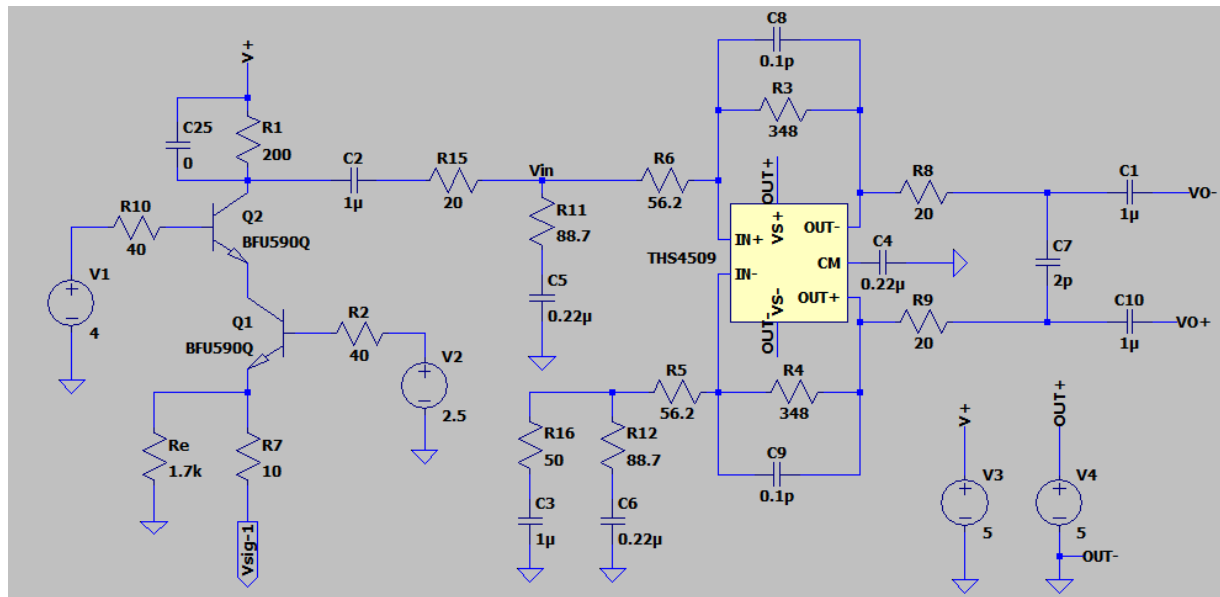 V+
C25
0
R1
200
C2
1µ
R15
20
Vin
R6
56.2
C8
0.1p
R3
348
OUT+
VS+
IN+
OUT-
THS4509
CM
IN-
OUT+
VS-
OUT-
C4
0.22µ
R8
20
C1
1µ
VO-
C7
2p
R9
20
C10
1µ
VO+
R10
40
Q2
BFU590Q
V1
4
R11
88.7
C5
0.22µ
Q1
BFU590Q
R2
40
V2
2.5
Re
1.7k
R7
10
Vsig-1
R5
56.2
R4
348
C9
0.1p
R16
50
R12
88.7
C3
1µ
C6
0.22µ
V+
V3
5
OUT+
V4
5
OUT-